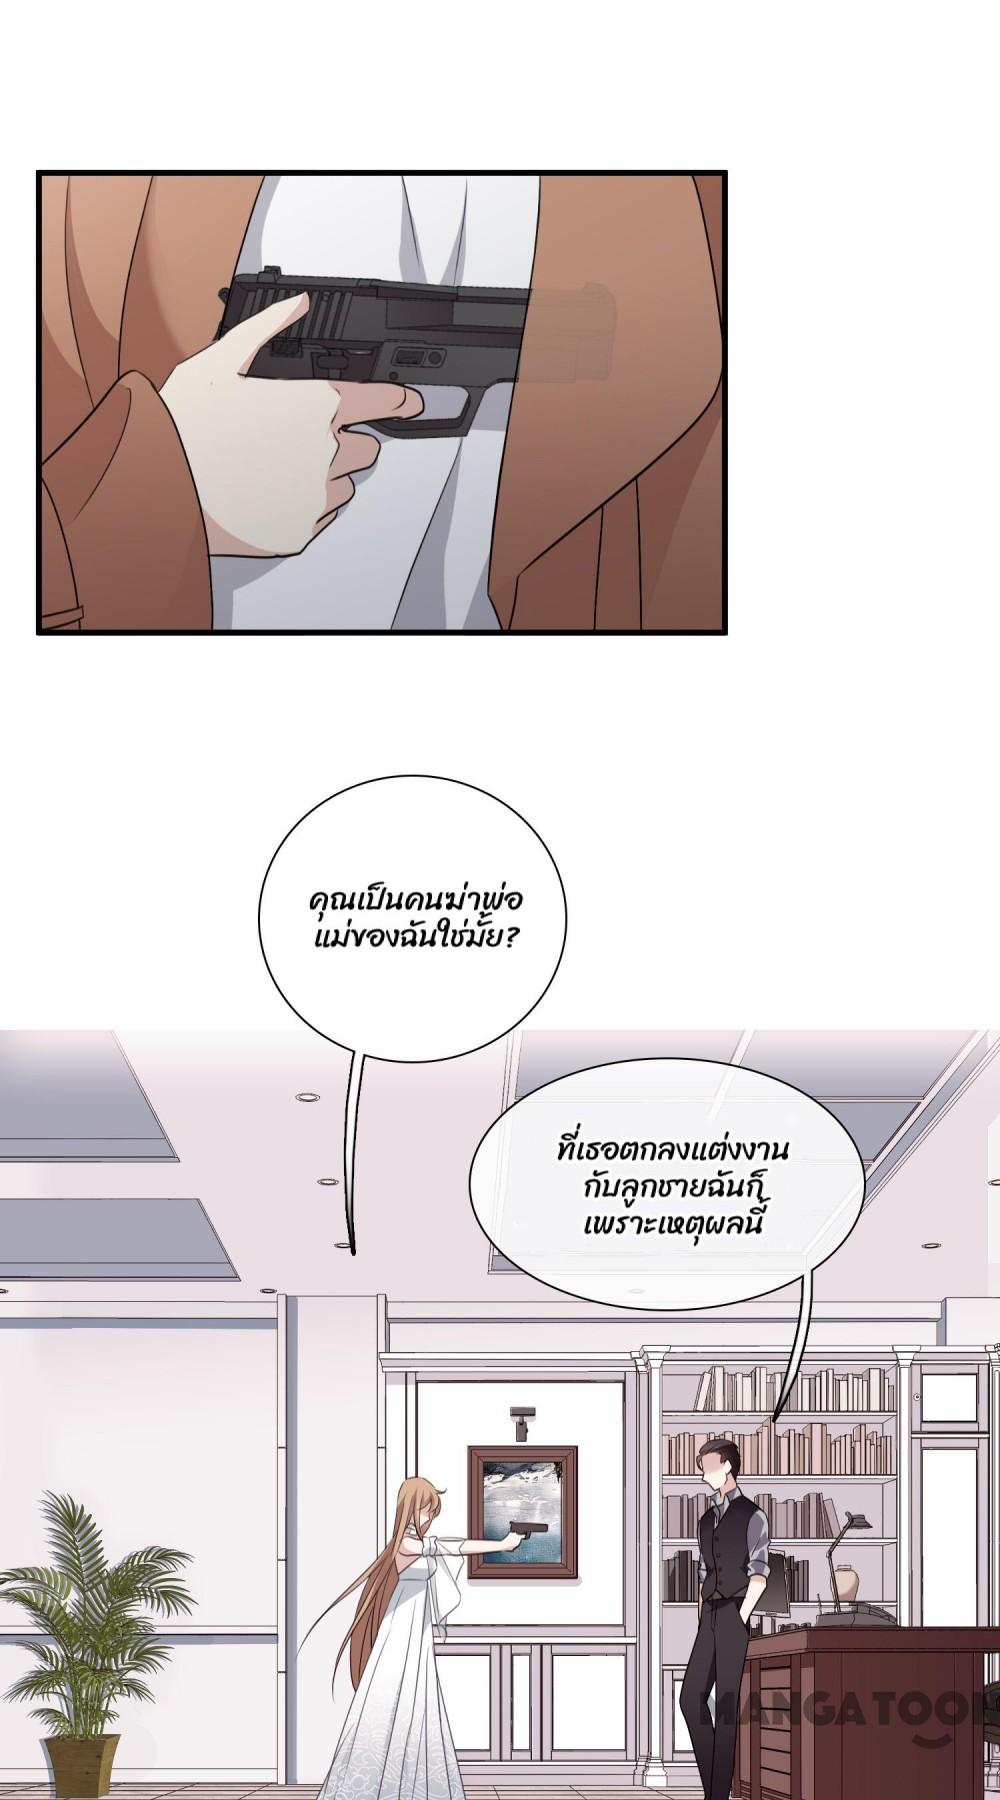 คุณเป็นคนฆ่าพ่อ
แม่ของฉันใช่มั้ย?
ที่เธอตกลงแต่งงาน
กับลูกชายฉันก็
เพราะเหตุผลนี้
MANGATOON